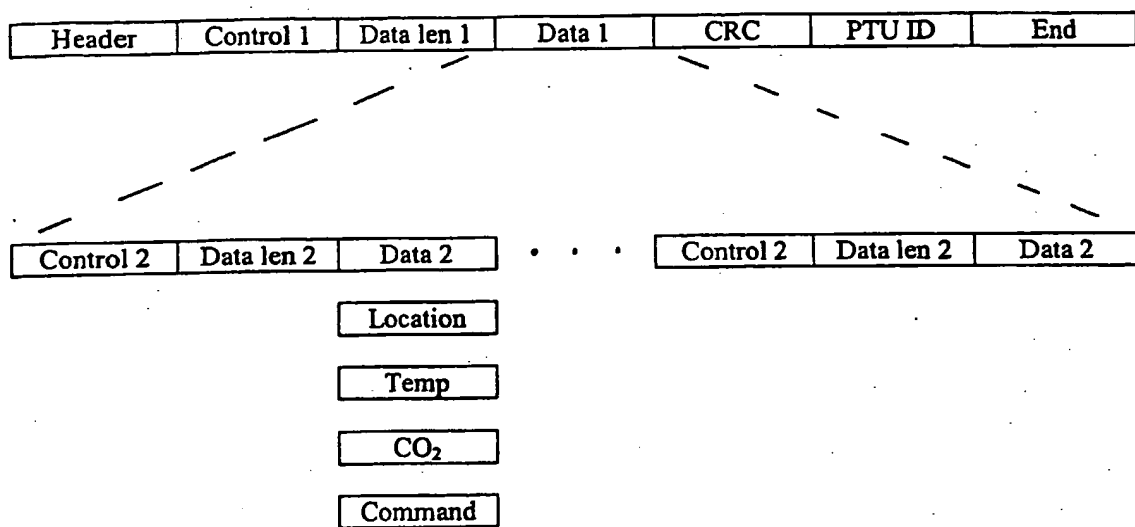 Header Control 1 Data len 1 Data 1 CRC PTU ID End
Control 2 Data len 2 Data 2 . . . Control 2 Data len 2 Data 2
Location
Temp
CO₂
Command